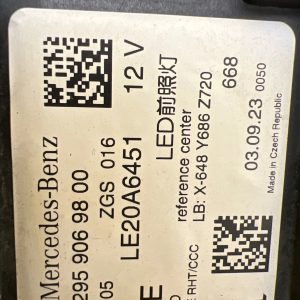 Mercedes-Benz
295 906 98 00
05 ZGS 016
LE20A6451 12 V
E LED前照灯
reference center
LB: X-648 Y686 Z720
E RHT/CCC 668
03.09.23 0050
Made in Czech Republic